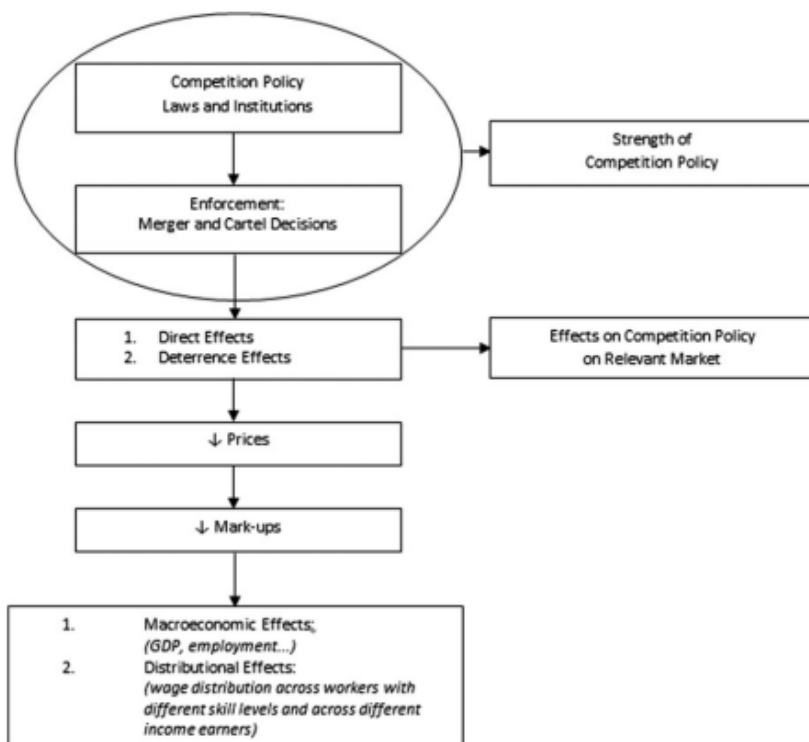 Competition Policy
Laws and Institutions
Strength of
Competition Policy
Enforcement:
Merger and Cartel Decisions
1. Direct Effects
2. Deterrence Effects
Effects on Competition Policy
on Relevant Market
↓ Prices
↓ Mark-ups
1. Macroeconomic Effects:
(GDP, employment...)
2. Distributional Effects:
(wage distribution across workers with
different skill levels and across different
income earners)